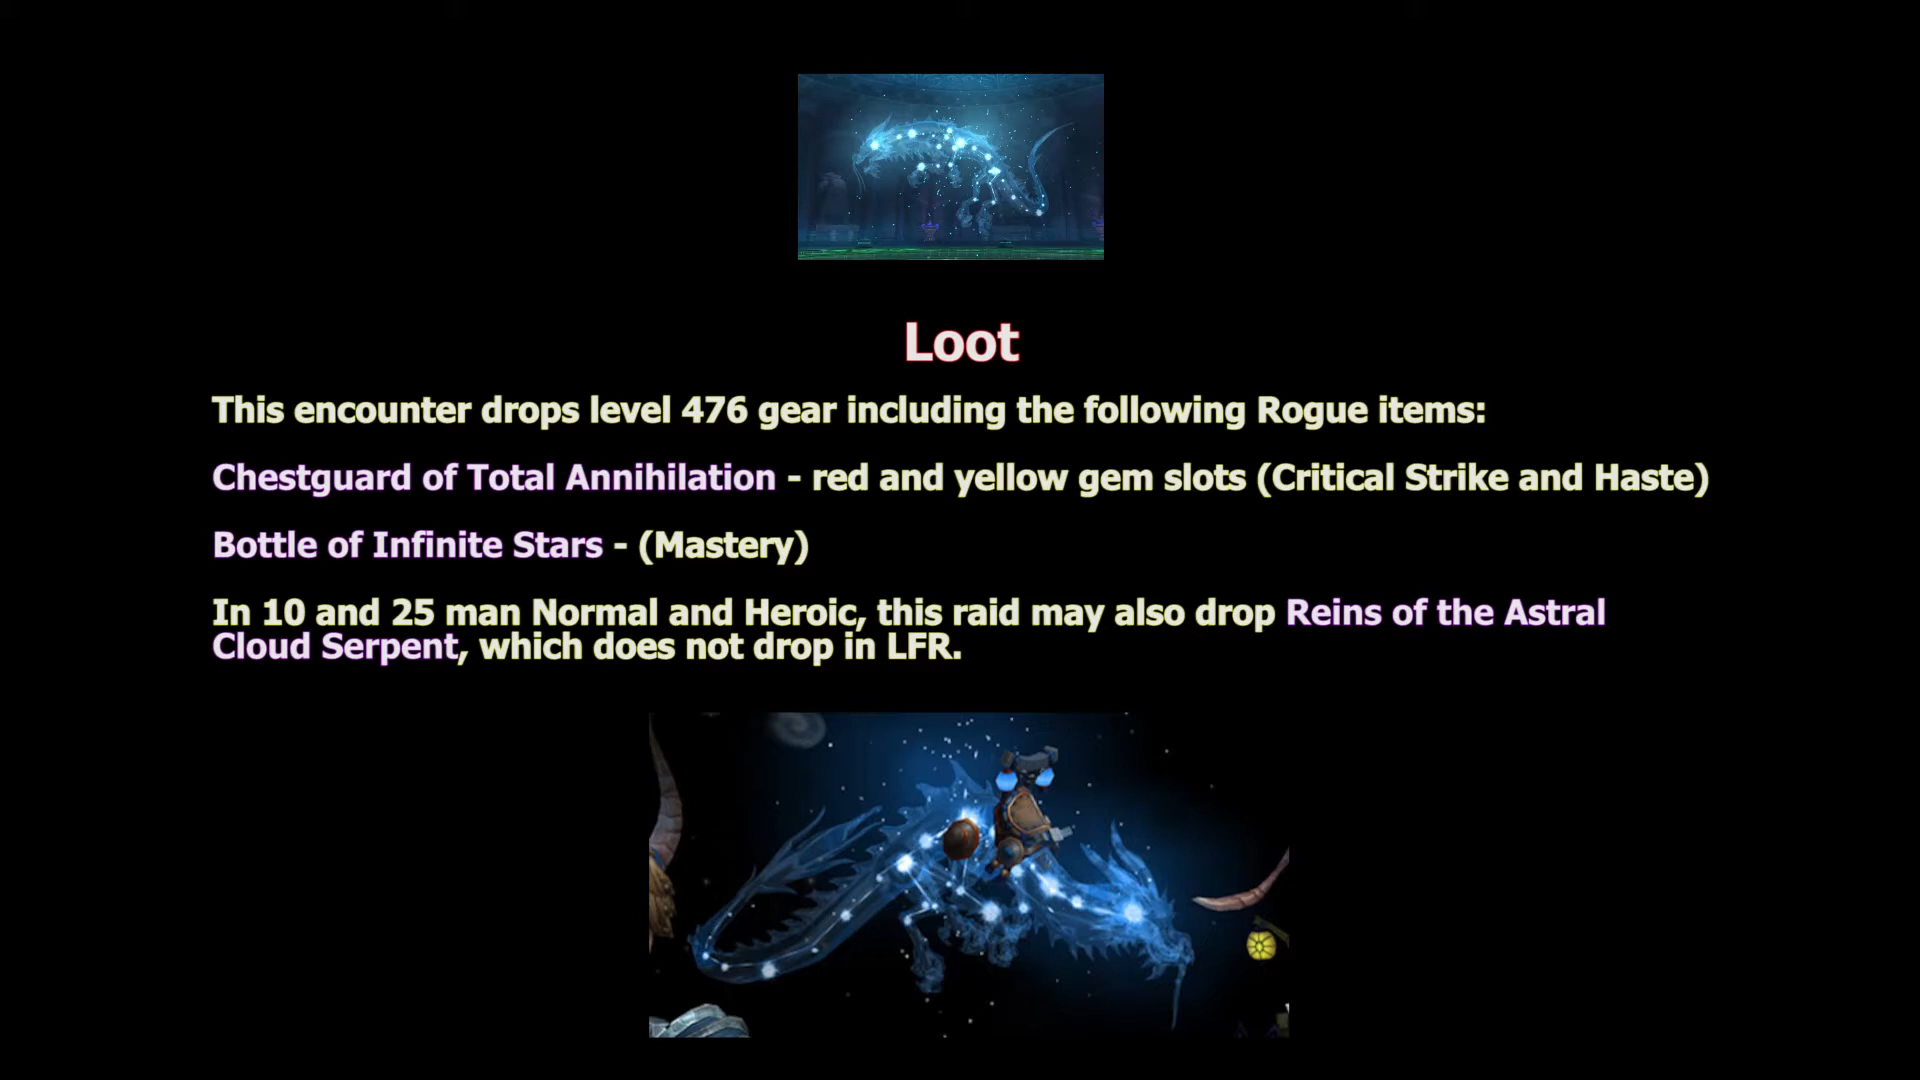 Loot
This encounter drops level 476 gear including the following Rogue items:
Chestguard of Total Annihilation - red and yellow gem slots (Critical Strike and Haste)
Bottle of Infinite Stars - (Mastery)
In 10 and 25 man Normal and Heroic, this raid may also drop Reins of the Astral
Cloud Serpent, which does not drop in LFR.